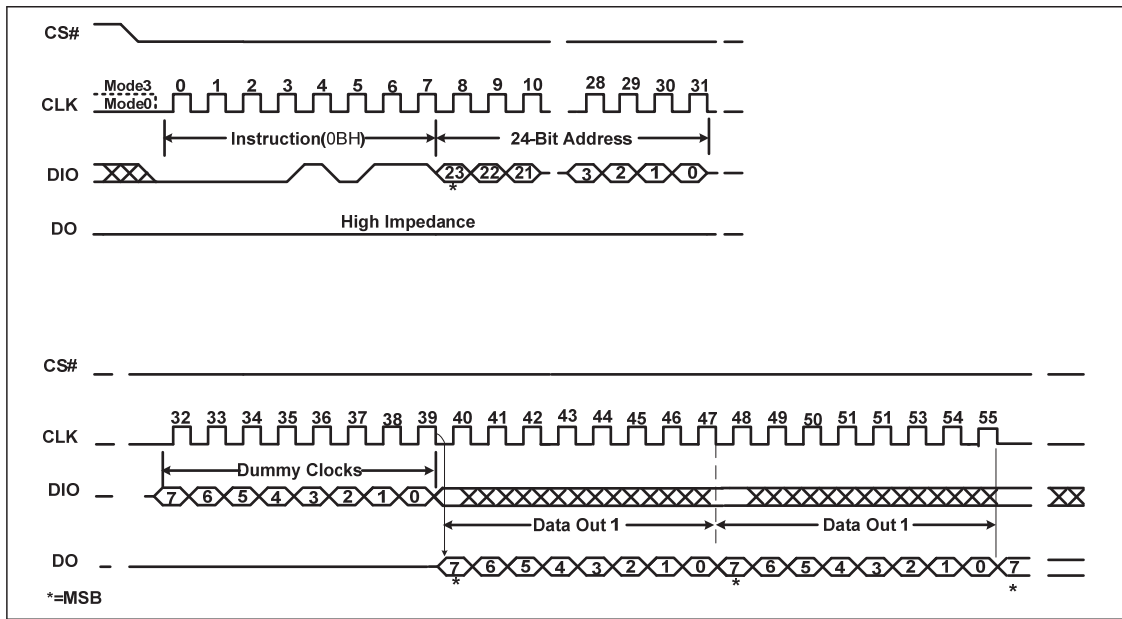 CS#
Mode3 0 1 2 3 4 5 6 7 8 9 10 28 29 30 31
CLK Mode0
Instruction(0BH) 24-Bit Address
DIO 23 22 21 3 2 1 0
*
High Impedance
DO
CS#
32 33 34 35 36 37 38 39 40 41 42 43 44 45 46 47 48 49 50 51 51 53 54 55
CLK
Dummy Clocks
DIO 7 6 5 4 3 2 1 0
Data Out 1 Data Out 1
DO 7 6 5 4 3 2 1 0 7 6 5 4 3 2 1 0 7
* * *
*=MSB